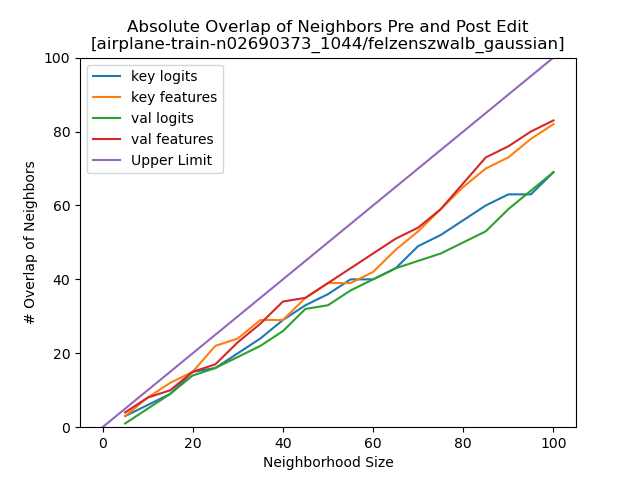 Absolute Overlap of Neighbors Pre and Post Edit
[airplane-train-n02690373_1044/felzenszwalb_gaussian]
key logits
key features
val logits
val features
Upper Limit
# Overlap of Neighbors
100
80
60
40
20
0
0 20 40 60 80 100
Neighborhood Size